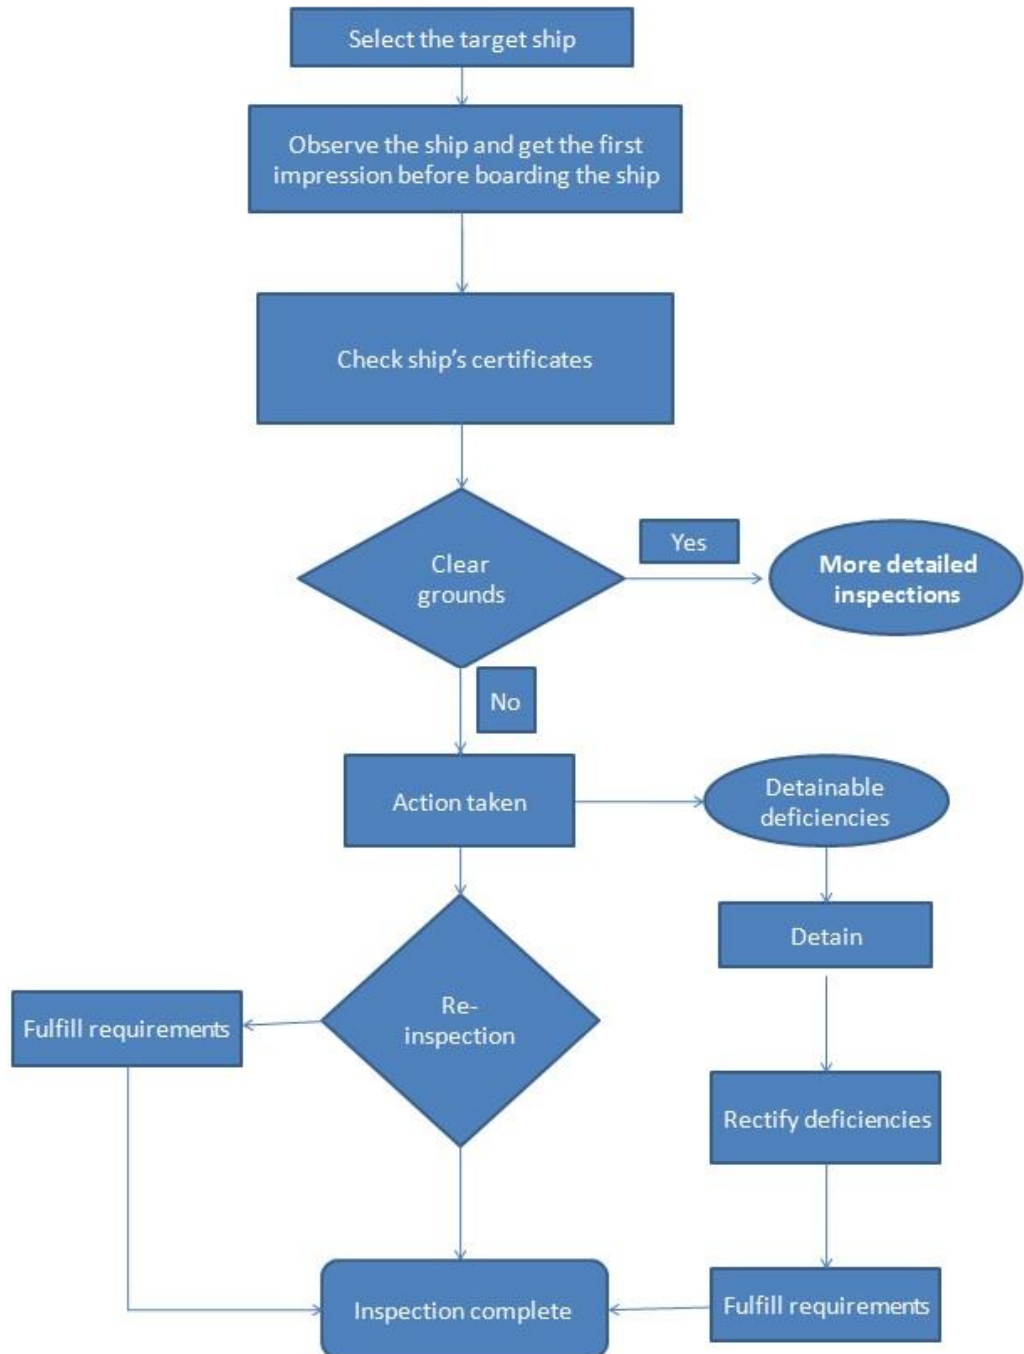 Select the target ship
Observe the ship and get the first
impression before boarding the ship
Check ship's certificates
Clear
grounds
Yes
More detailed
inspections
No
Action taken
Detainable
deficiencies
Detain
Re-
inspection
Fulfill requirements
Rectify deficiencies
Inspection complete
Fulfill requirements